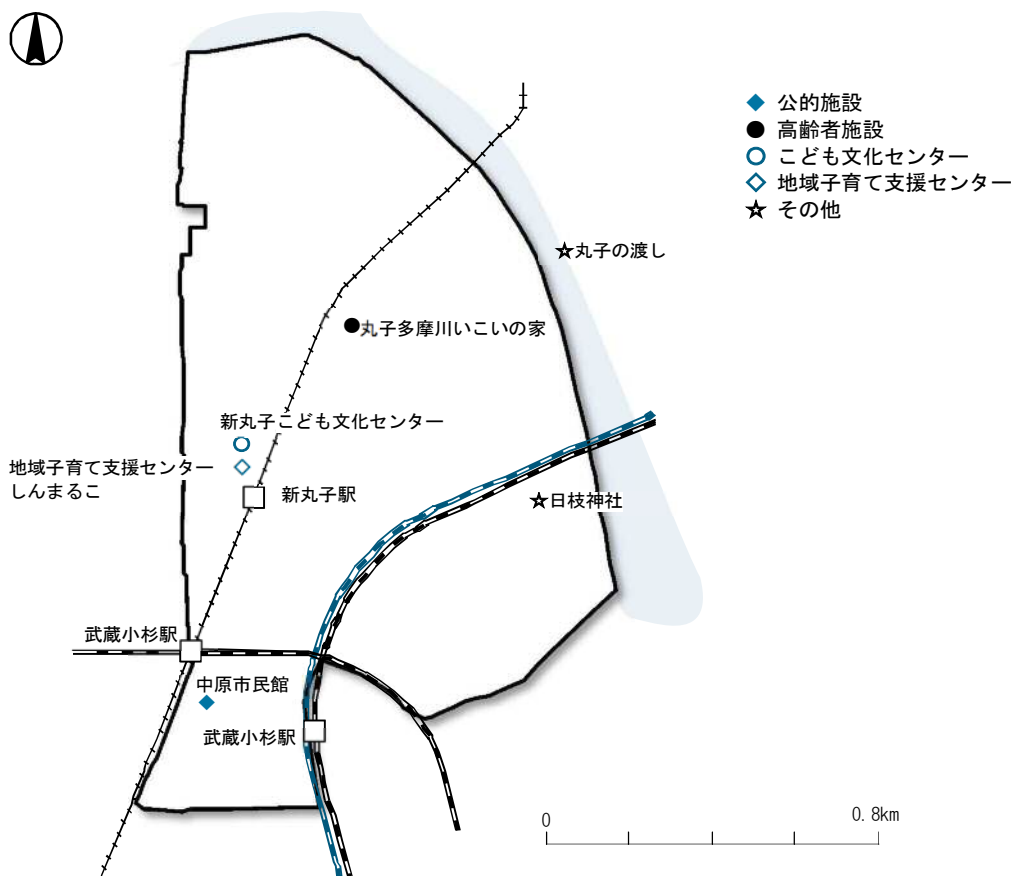 公的施設
高齢者施設
こども文化センター
地域子育て支援センター
その他
丸子の渡し
丸子多摩川いこいの家
新丸子こども文化センター
地域子育て支援センター
しんまるこ
新丸子駅
日枝神社
武蔵小杉駅
中原市民館
武蔵小杉駅
0
0.8km